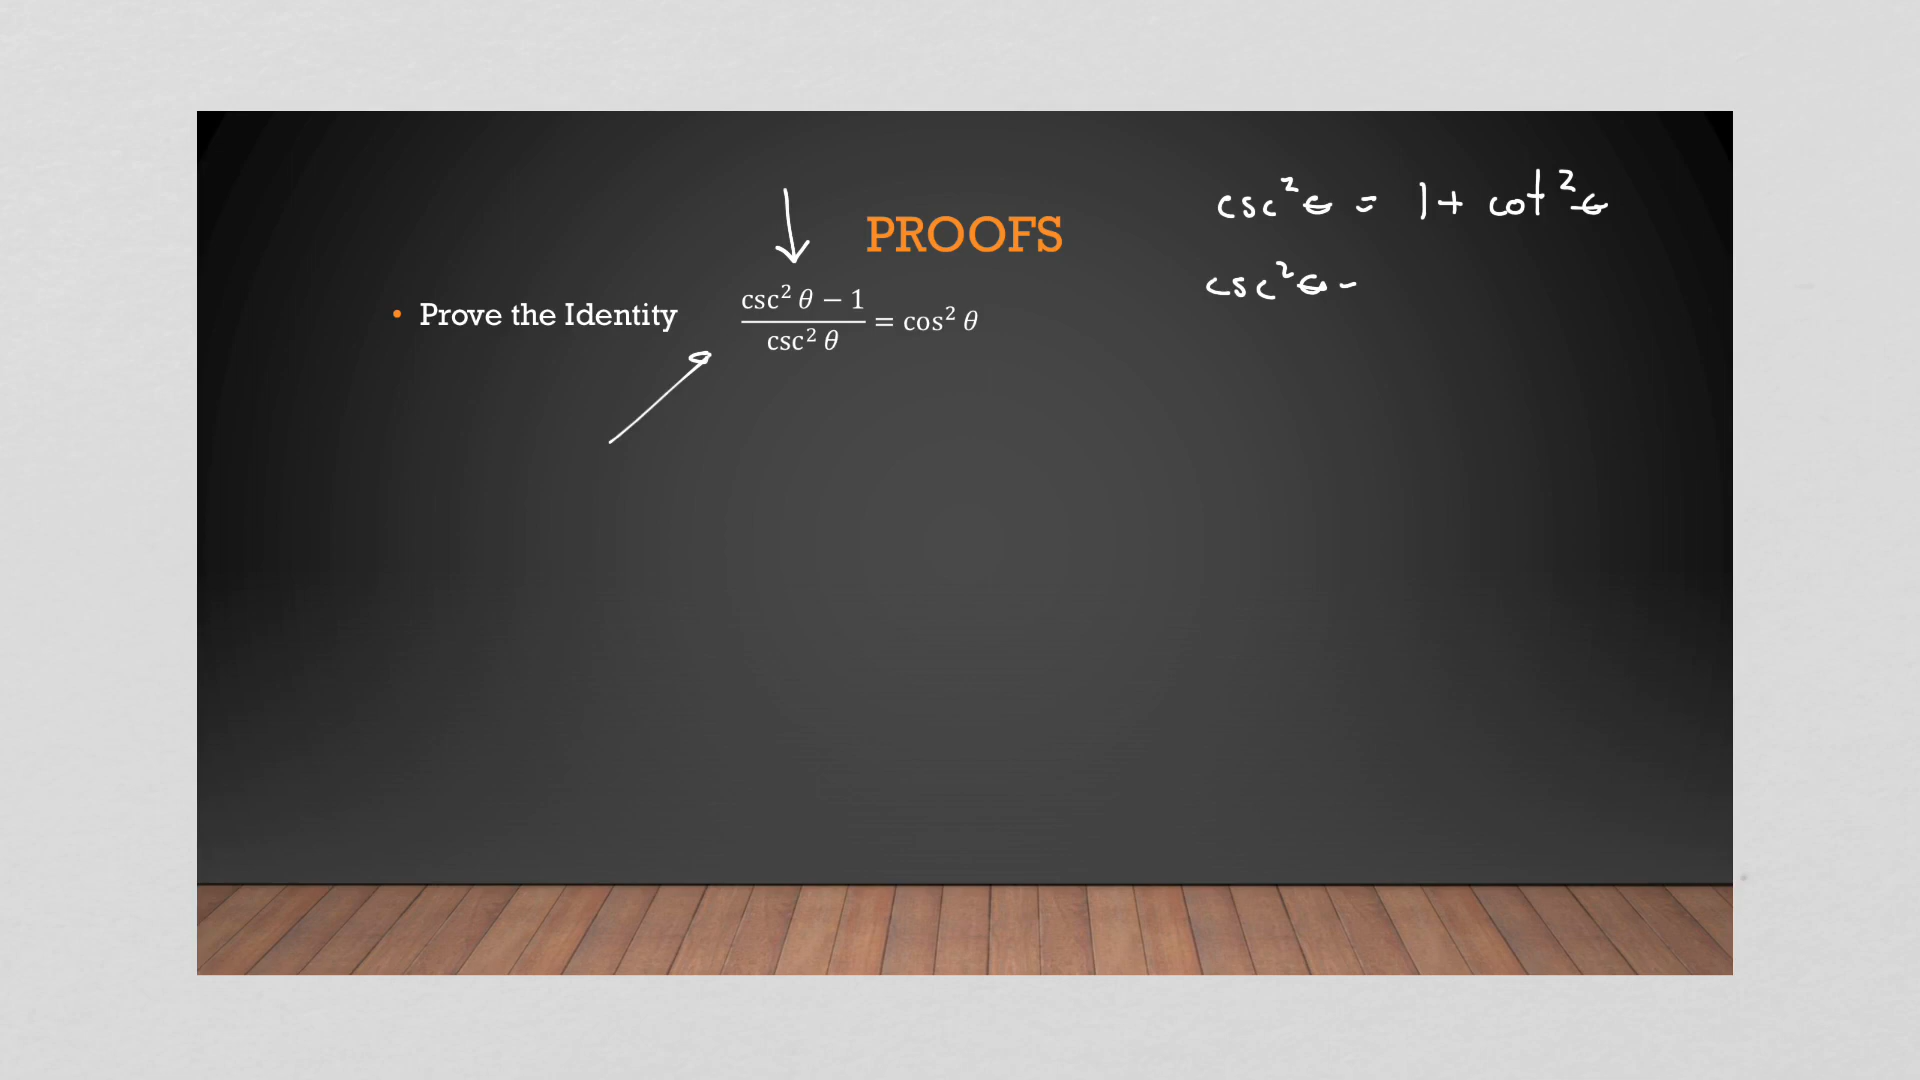 csc²θ = 1 + cot²θ
PROOFS
csc²θ -
• Prove the Identity csc² θ − 1 / csc² θ = cos² θ